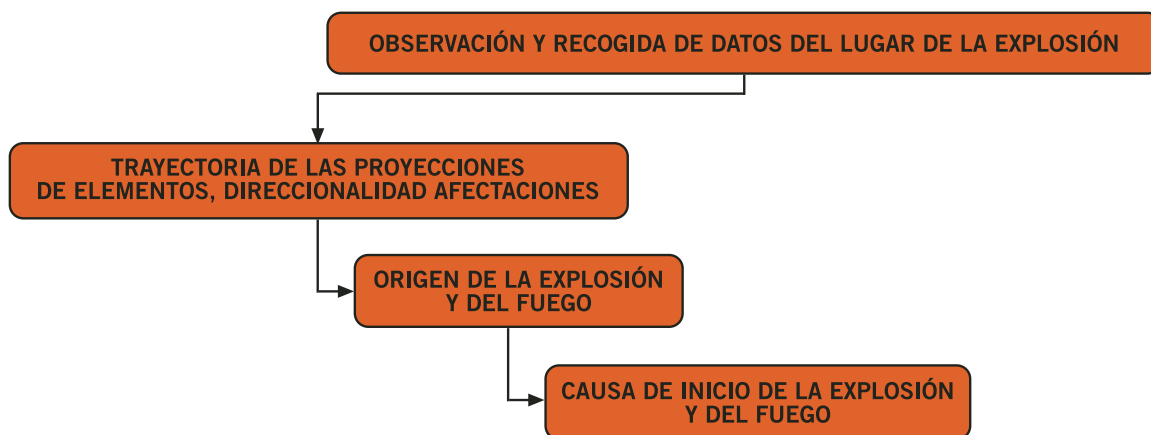 OBSERVACIÓN Y RECOGIDA DE DATOS DEL LUGAR DE LA EXPLOSIÓN
TRAYECTORIA DE LAS PROYECCIONES
DE ELEMENTOS, DIRECCIONALIDAD AFECTACIONES
ORIGEN DE LA EXPLOSIÓN
Y DEL FUEGO
CAUSA DE INICIO DE LA EXPLOSIÓN
Y DEL FUEGO